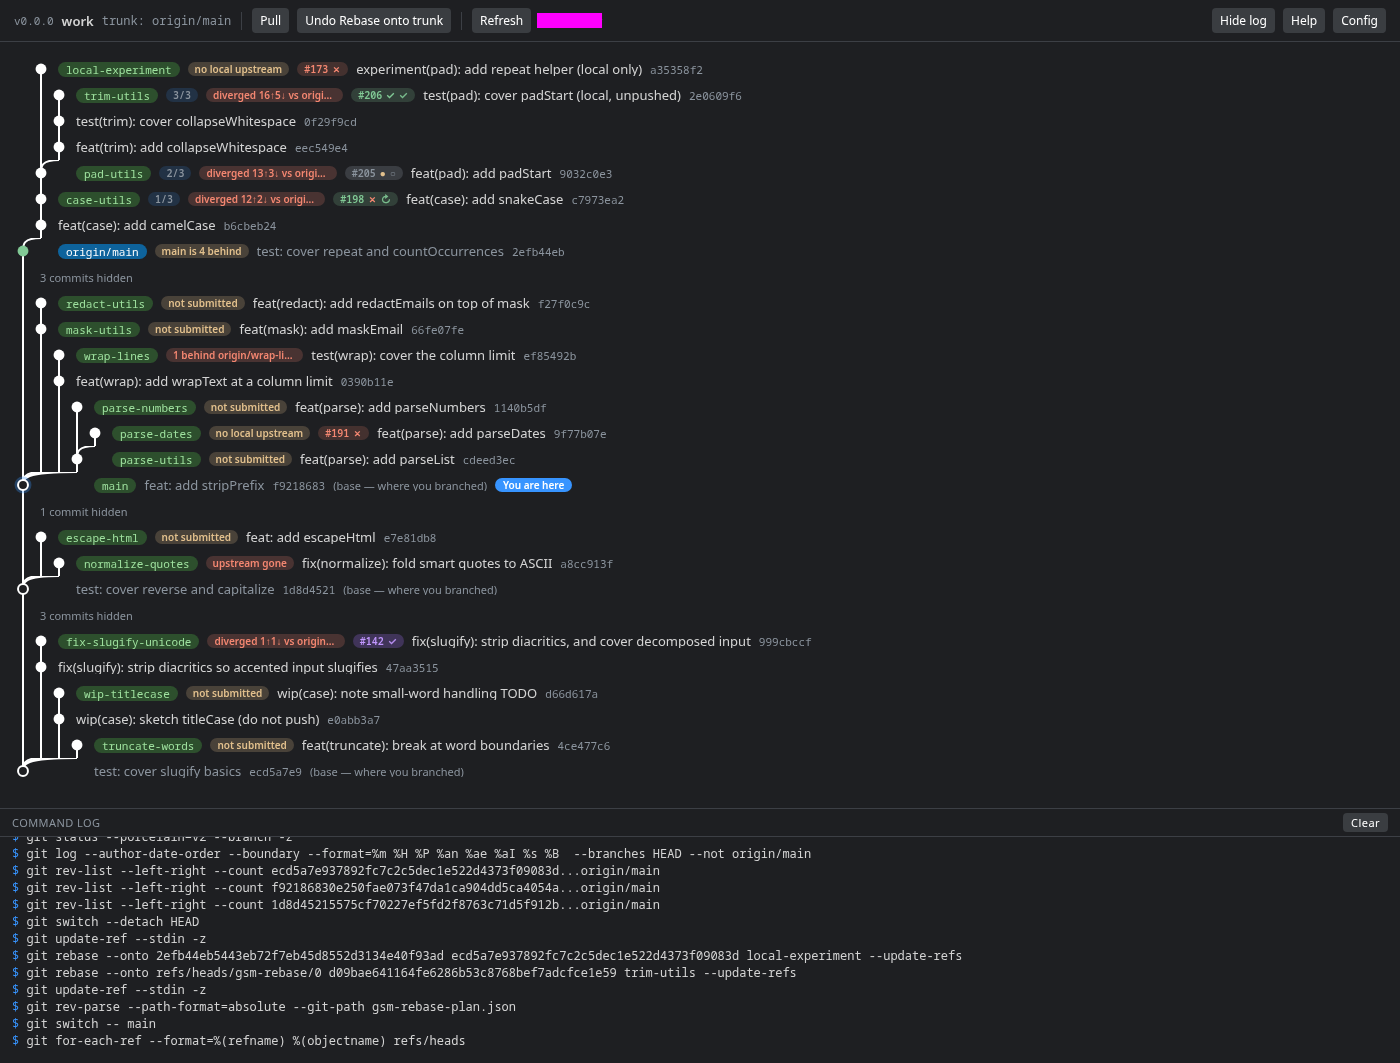 v0.0.0 work trunk: origin/main Pull Undo Rebase onto trunk Refresh Hide log Help Config
local-experiment no local upstream #173 × experiment(pad): add repeat helper (local only) a35358f2
trim-utils 3/3 diverged 16↑5↓ vs origi… #206 ✓ ✓ test(pad): cover padStart (local, unpushed) 2e0609f6
test(trim): cover collapseWhitespace 0f29f9cd
feat(trim): add collapseWhitespace eec549e4
pad-utils 2/3 diverged 13↑3↓ vs origi… #205 ● ○ feat(pad): add padStart 9032c0e3
case-utils 1/3 diverged 12↑2↓ vs origi… #198 × ↻ feat(case): add snakeCase c7973ea2
feat(case): add camelCase b6cbeb24
origin/main main is 4 behind test: cover repeat and countOccurrences 2efb44eb
3 commits hidden
redact-utils not submitted feat(redact): add redactEmails on top of mask f27f0c9c
mask-utils not submitted feat(mask): add maskEmail 66fe07fe
wrap-lines 1 behind origin/wrap-li… test(wrap): cover the column limit ef85492b
feat(wrap): add wrapText at a column limit 0390b11e
parse-numbers not submitted feat(parse): add parseNumbers 1140b5df
parse-dates no local upstream #191 × feat(parse): add parseDates 9f77b07e
parse-utils not submitted feat(parse): add parseList cdeed3ec
main feat: add stripPrefix f9218683 (base — where you branched) You are here
1 commit hidden
escape-html not submitted feat: add escapeHtml e7e81db8
normalize-quotes upstream gone fix(normalize): fold smart quotes to ASCII a8cc913f
test: cover reverse and capitalize 1d8d4521 (base — where you branched)
3 commits hidden
fix-slugify-unicode diverged 1↑1↓ vs origin… #142 ✓ fix(slugify): strip diacritics, and cover decomposed input 999cbccf
fix(slugify): strip diacritics so accented input slugifies 47aa3515
wip-titlecase not submitted wip(case): note small-word handling TODO d66d617a
wip(case): sketch titleCase (do not push) e0abb3a7
truncate-words not submitted feat(truncate): break at word boundaries 4ce477c6
test: cover slugify basics ecd5a7e9 (base — where you branched)
COMMAND LOG Clear
$ git status --porcelain=v2 --branch -z
$ git log --author-date-order --boundary --format=%m %H %P %an %ae %aI %s %B --branches HEAD --not origin/main
$ git rev-list --left-right --count ecd5a7e937892fc7c2c5dec1e522d4373f09083d...origin/main
$ git rev-list --left-right --count f92186830e250fae073f47da1ca904dd5ca4054a...origin/main
$ git rev-list --left-right --count 1d8d45215575cf70227ef5fd2f8763c71d5f912b...origin/main
$ git switch --detach HEAD
$ git update-ref --stdin -z
$ git rebase --onto 2efb44eb5443eb72f7eb45d8552d3134e40f93ad ecd5a7e937892fc7c2c5dec1e522d4373f09083d local-experiment --update-refs
$ git rebase --onto refs/heads/gsm-rebase/0 d09bae641164fe6286b53c8768bef7adcfce1e59 trim-utils --update-refs
$ git update-ref --stdin -z
$ git rev-parse --path-format=absolute --git-path gsm-rebase-plan.json
$ git switch -- main
$ git for-each-ref --format=%(refname) %(objectname) refs/heads